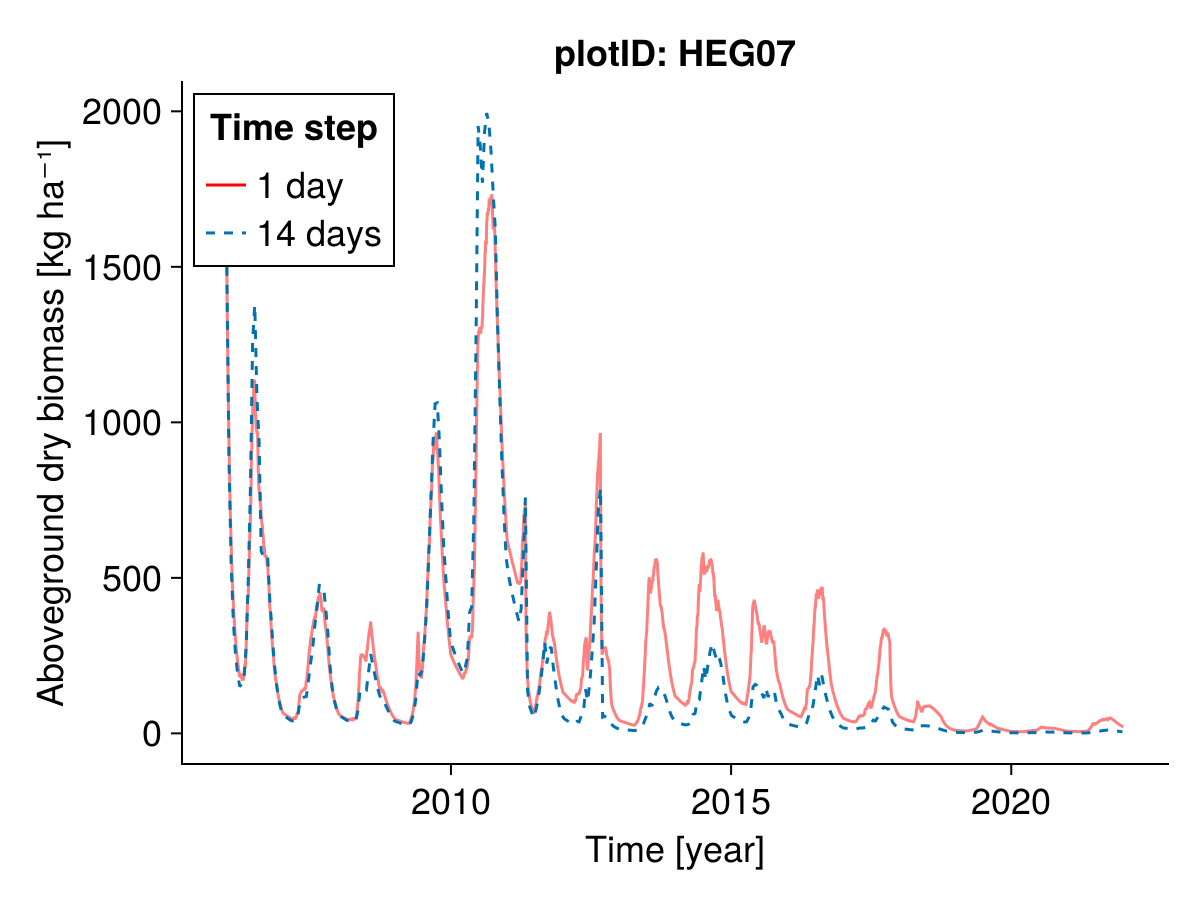 plotID: HEG07
Time step
1 day
14 days
Aboveground dry biomass [kg ha⁻¹]
2000
1500
1000
500
0
2010
2015
2020
Time [year]